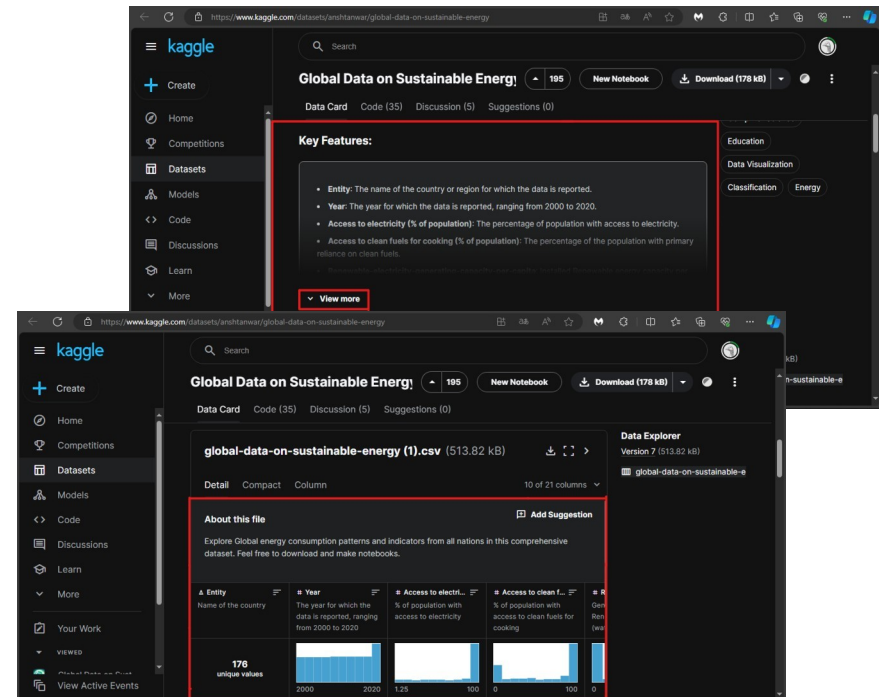 https://www.kaggle.com/datasets/anshtanwar/global-data-on-sustainable-energy
kaggle
Search
Create
Global Data on Sustainable Energy
195
New Notebook
Download (178 kB)
Data Card Code (35) Discussion (5) Suggestions (0)
Home
Competitions
Datasets
Models
Code
Discussions
Learn
More
Key Features:
Entity: The name of the country or region for which the data is reported.
Year: The year for which the data is reported, ranging from 2000 to 2020.
Access to electricity (% of population): The percentage of population with access to electricity.
Access to clean fuels for cooking (% of population): The percentage of the population with primary
reliance on clean fuels.
View more
Education
Data Visualization
Classification Energy
kB)
n-sustainable-e
https://www.kaggle.com/datasets/anshtanwar/global-data-on-sustainable-energy
kaggle
Search
Create
Global Data on Sustainable Energy
195
New Notebook
Download (178 kB)
Data Card Code (35) Discussion (5) Suggestions (0)
Home
Competitions
Datasets
Models
Code
Discussions
Learn
More
Your Work
VIEWED
View Active Events
global-data-on-sustainable-energy (1).csv (513.82 kB)
Detail Compact Column
10 of 21 columns
About this file
Add Suggestion
Explore Global energy consumption patterns and indicators from all nations in this comprehensive
dataset. Feel free to download and make notebooks.
Entity # Year # Access to electri... # Access to clean f... # R
Name of the country
The year for which the
data is reported, ranging
from 2000 to 2020
% of population with
access to electricity
% of population with
access to clean fuels for
cooking
Gen
Ren
(wa
176
unique values
2000 2020
1.25 100
0 100
0
Data Explorer
Version 7 (513.82 kB)
global-data-on-sustainable-e